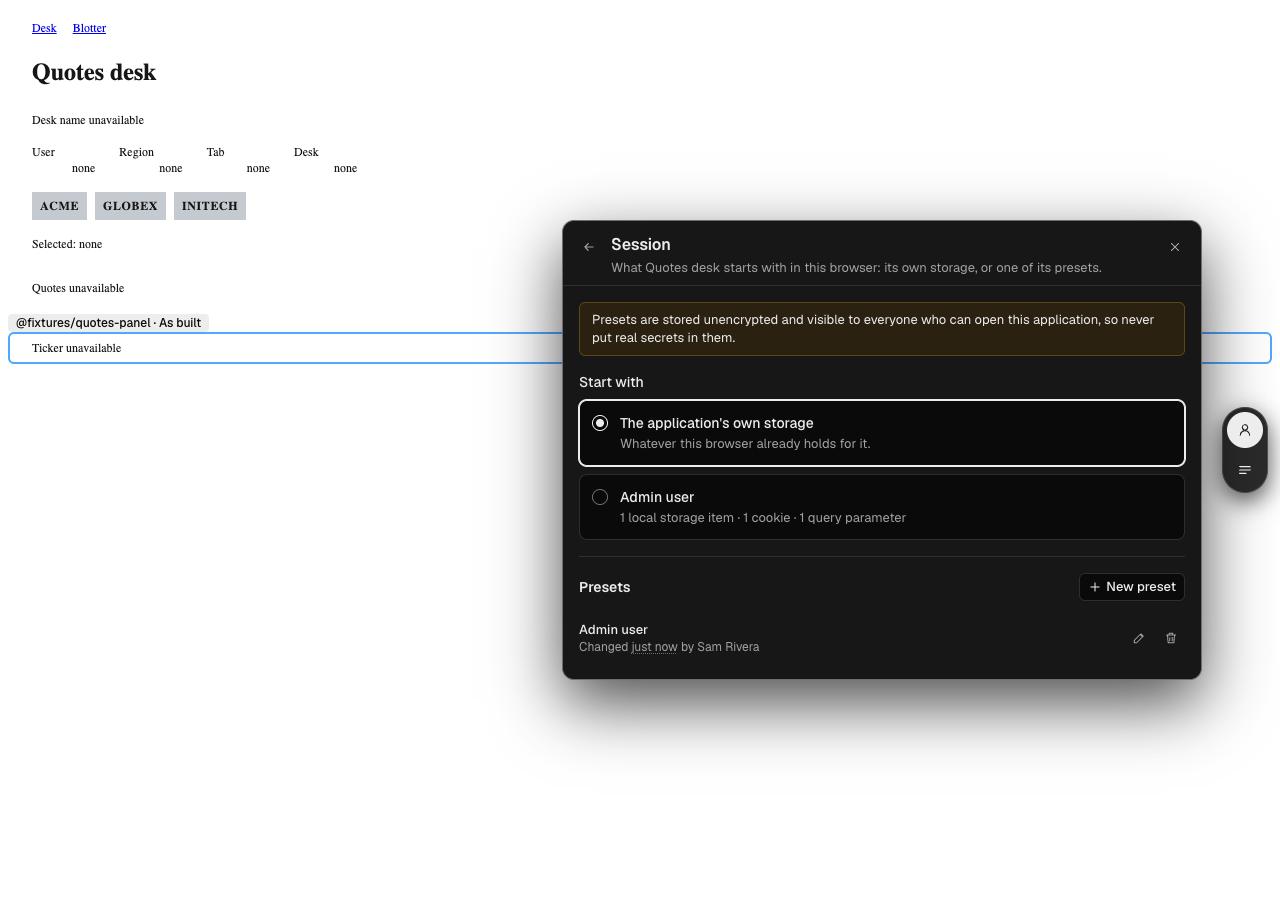 Desk Blotter
Quotes desk
Desk name unavailable
User Region Tab Desk
none none none none
ACME GLOBEX INITECH
Selected: none
Quotes unavailable
@fixtures/quotes-panel · As built
Ticker unavailable
Session
What Quotes desk starts with in this browser: its own storage, or one of its presets.
Presets are stored unencrypted and visible to everyone who can open this application, so never
put real secrets in them.
Start with
The application's own storage
Whatever this browser already holds for it.
Admin user
1 local storage item · 1 cookie · 1 query parameter
Presets
New preset
Admin user
Changed just now by Sam Rivera